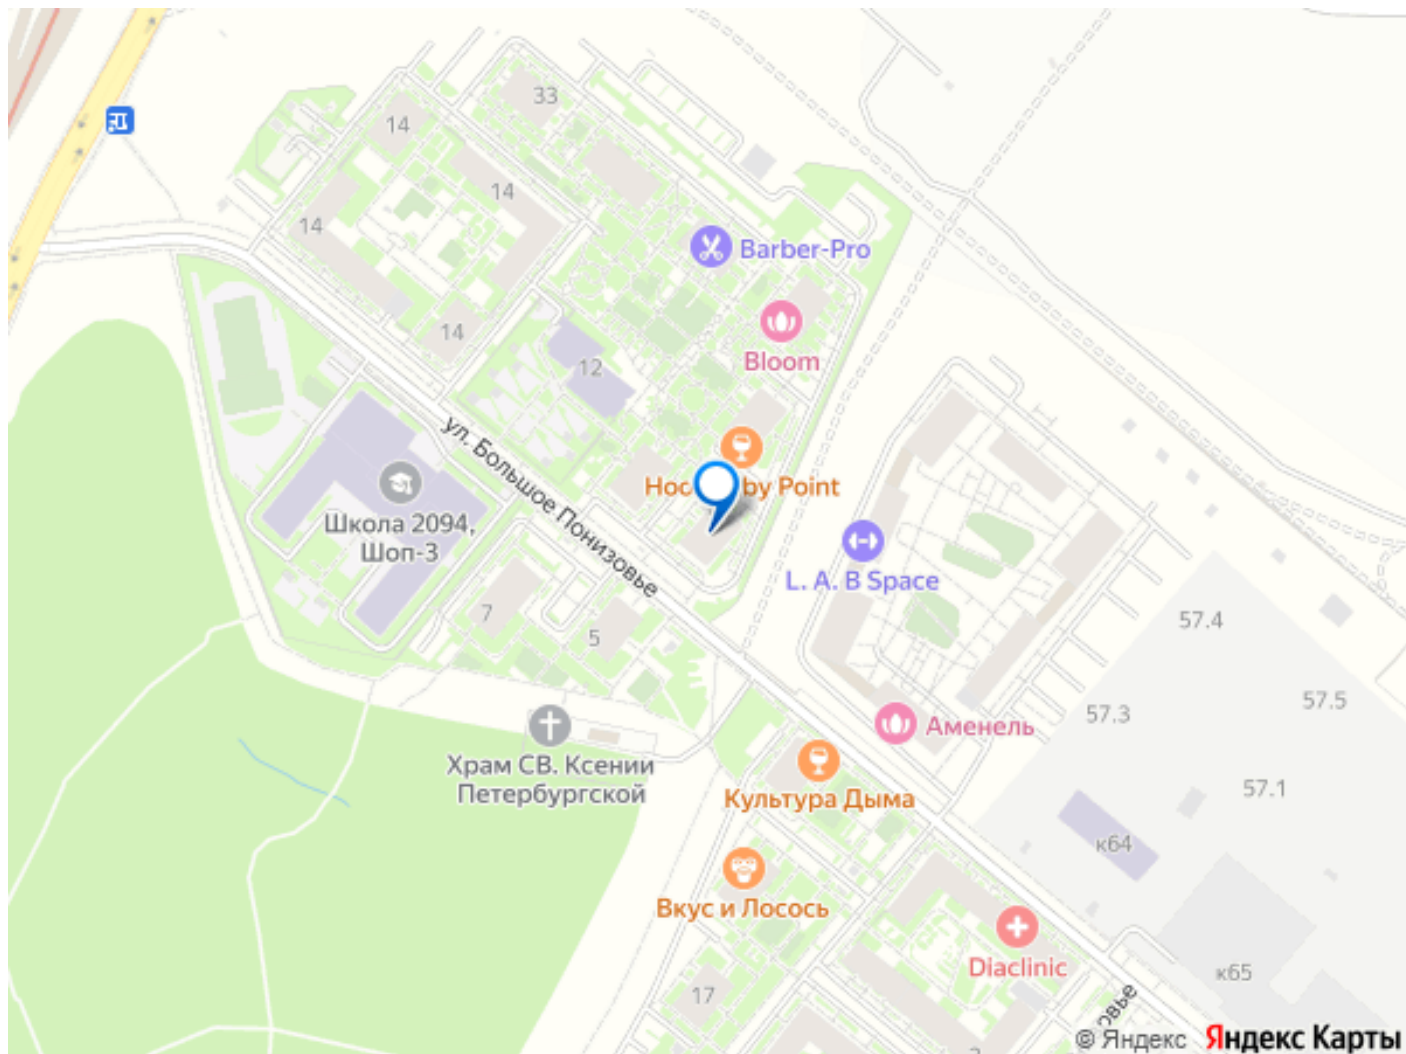 33
14
14
14
Barber-Pro
14
Bloom
12
ул. Большое Понизовье
by Point
Школа 2094,
Шоп-3
L. A. B Space
7
5
57.4
57.5
57.3
Аменель
Храм СВ. Ксении
Петербургской
Культура Дыма
57.1
к64
Вкус и Лосось
Diaclinic
к65
17
© Яндекс
Яндекс Карты